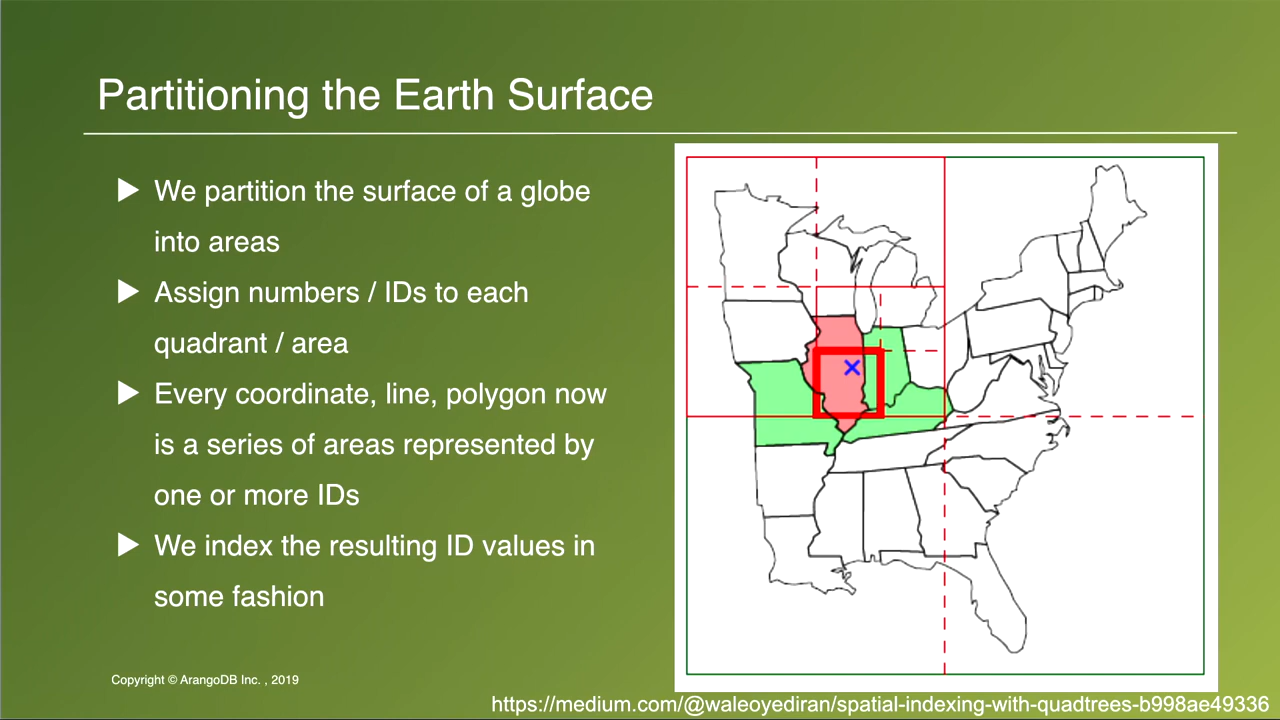 Partitioning the Earth Surface
▶ We partition the surface of a globe
into areas
▶ Assign numbers / IDs to each
quadrant / area
▶ Every coordinate, line, polygon now
is a series of areas represented by
one or more IDs
▶ We index the resulting ID values in
some fashion
Copyright © ArangoDB Inc. , 2019
https://medium.com/@waleoyediran/spatial-indexing-with-quadtrees-b998ae49336